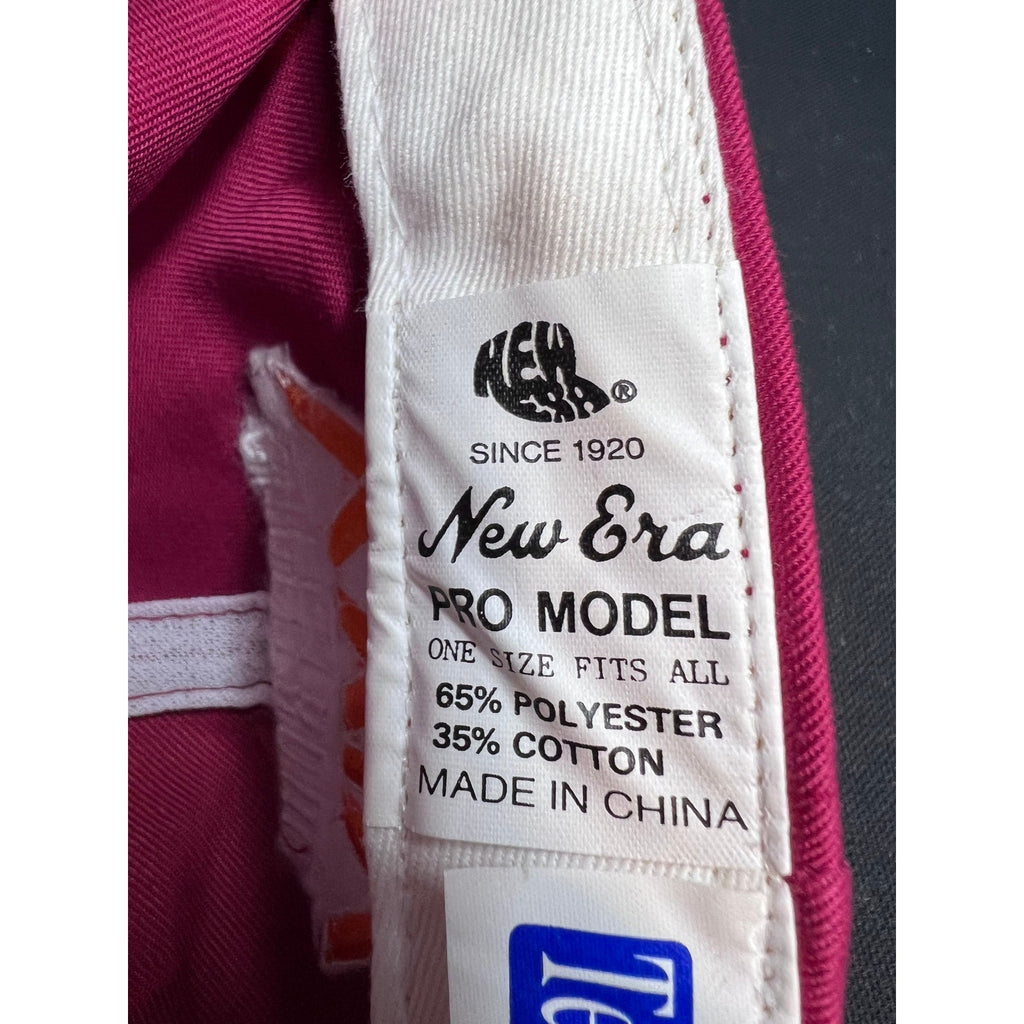 NEW
ERA®
SINCE 1920
New Era
PRO MODEL
ONE SIZE FITS ALL
65% POLYESTER
35% COTTON
MADE IN CHINA
Te